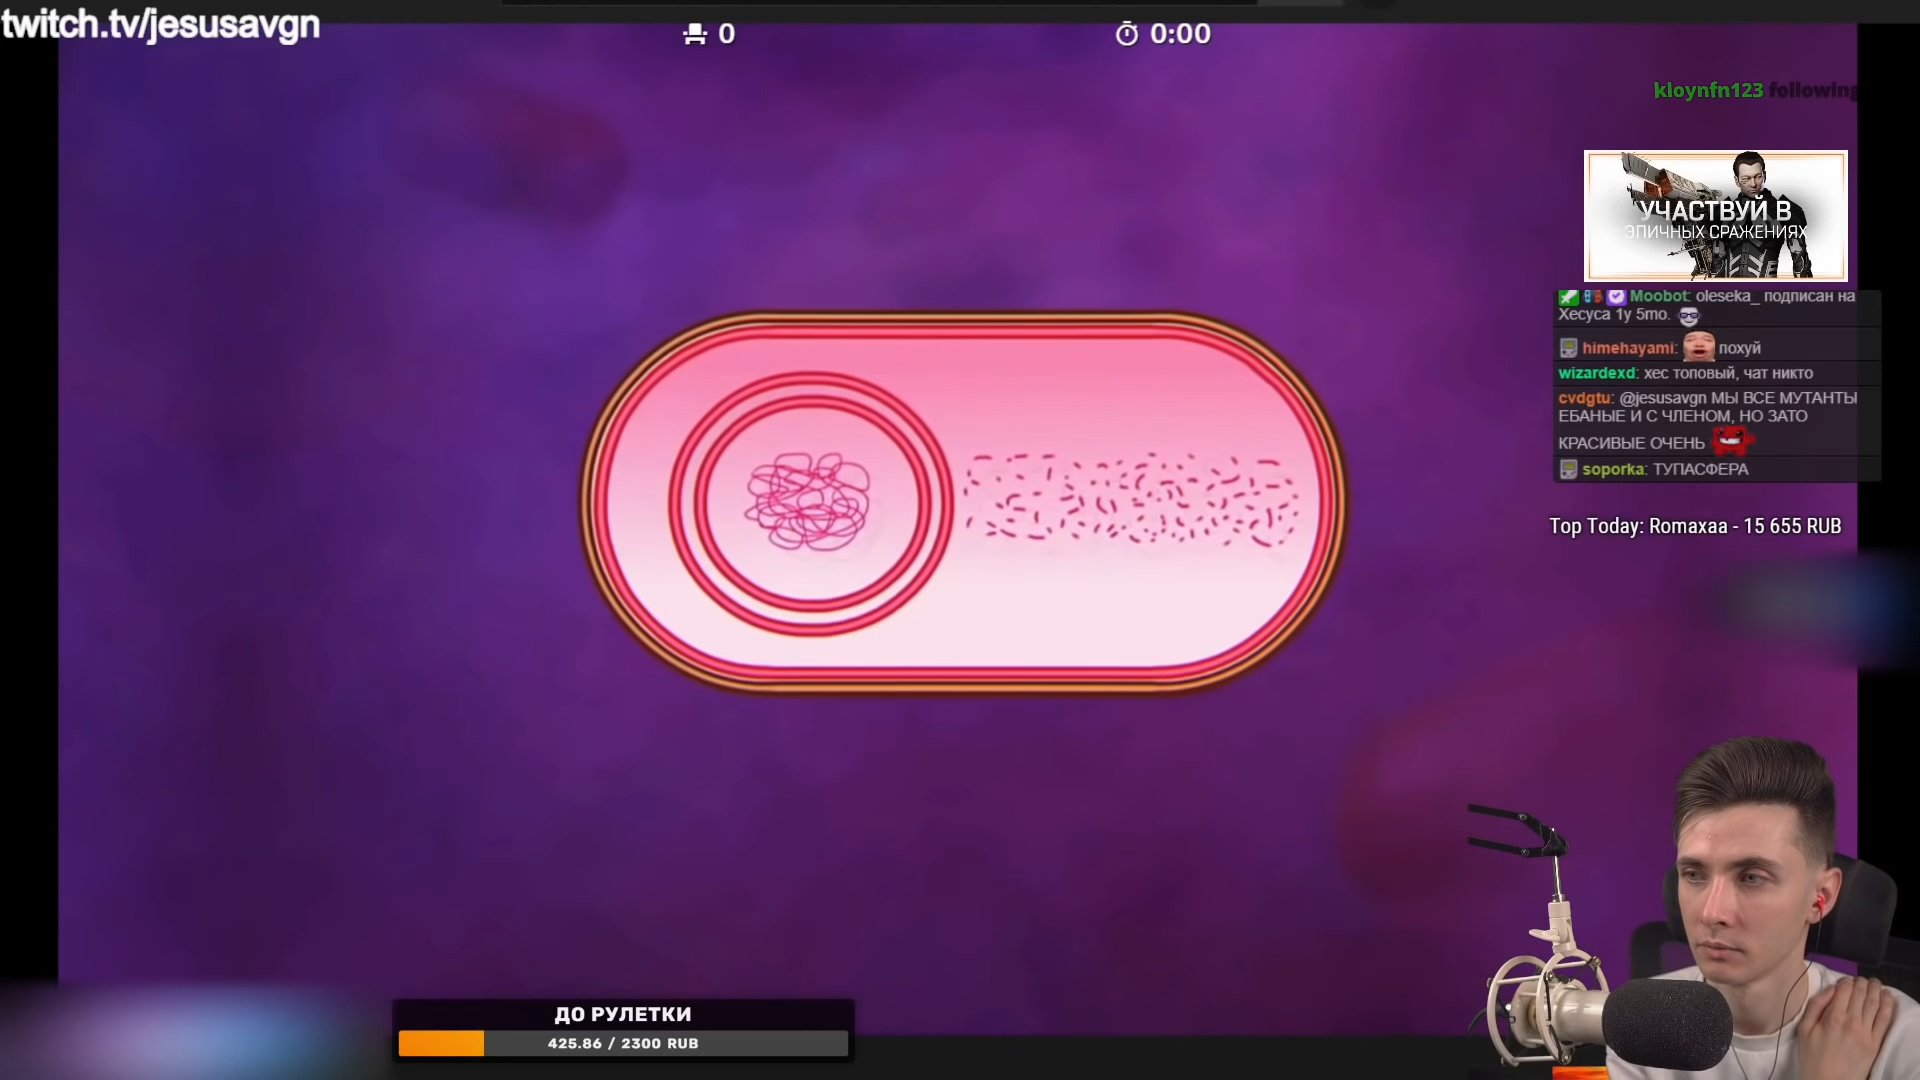 twitch.tv/jesusavgn
0
0:00
kloynfn123 following
УЧАСТВУЙ В
ЭПИЧНЫХ СРАЖЕНИЯХ
Moobot: oleseka_ подписан на
Хесуса 1y 5mo.
himehayami: похуй
wizardexd: хес топовый, чат никто
cvdgtu: @jesusavgn МЫ ВСЕ МУТАНТЫ
ЕБАНЫЕ И С ЧЛЕНОМ, НО ЗАТО
КРАСИВЫЕ ОЧЕНЬ
soporka: ТУПАСФЕРА
Top Today: Romaxaa - 15 655 RUB
ДО РУЛЕТКИ
425.86 / 2300 RUB